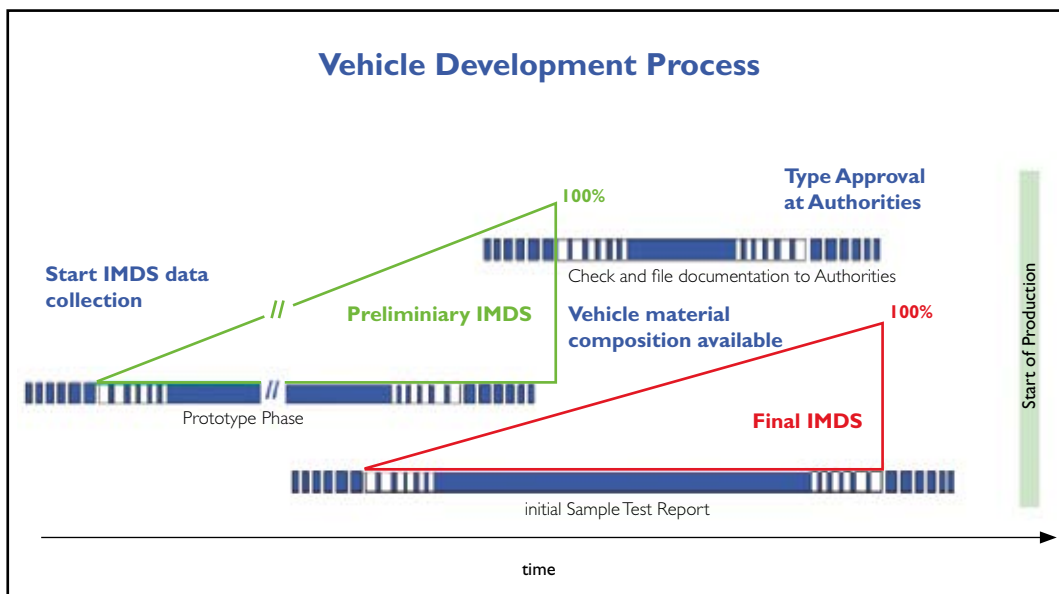 Vehicle Development Process
Type Approval
at Authorities
100%
Check and file documentation to Authorities
Start IMDS data
collection
//
Preliminiary IMDS
Vehicle material
composition available
100%
//
Prototype Phase
Final IMDS
initial Sample Test Report
Start of Production
time